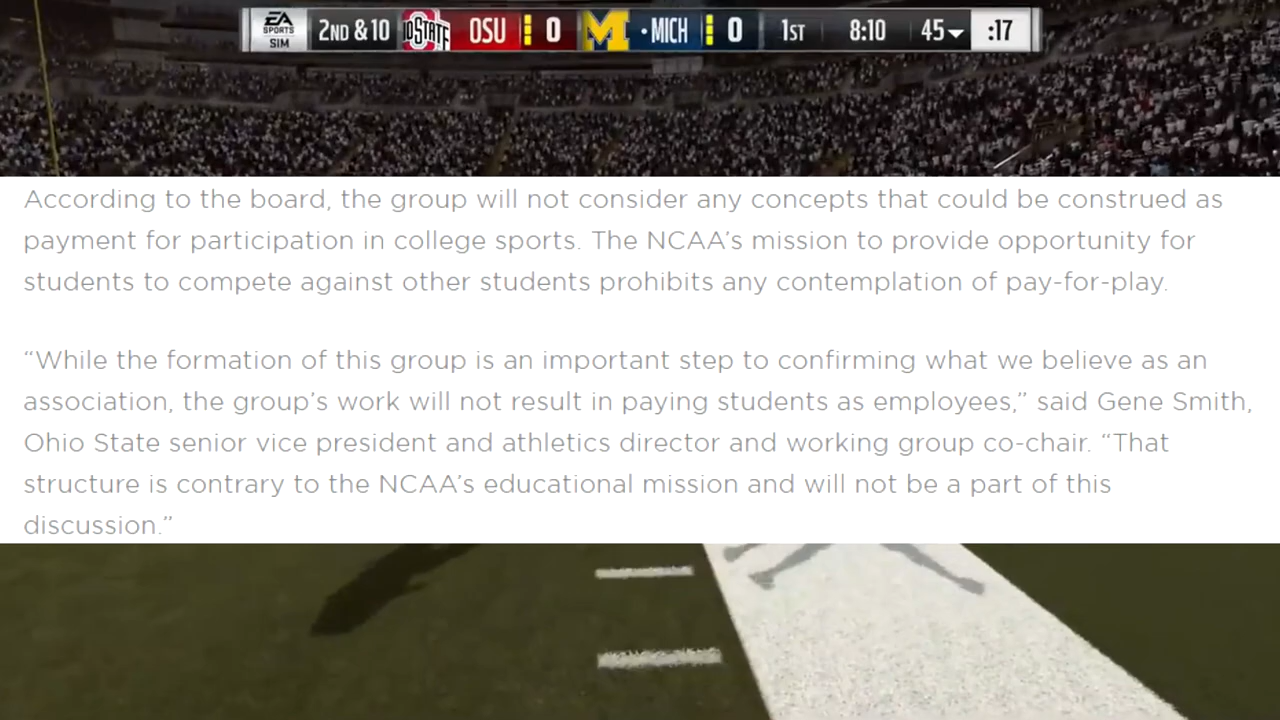 EA SPORTS SIM 2ND & 10 OHIO STATE OSU 0 M • MICH 0 1ST 8:10 45 :17
According to the board, the group will not consider any concepts that could be construed as
payment for participation in college sports. The NCAA’s mission to provide opportunity for
students to compete against other students prohibits any contemplation of pay-for-play.
“While the formation of this group is an important step to confirming what we believe as an
association, the group’s work will not result in paying students as employees,” said Gene Smith,
Ohio State senior vice president and athletics director and working group co-chair. “That
structure is contrary to the NCAA’s educational mission and will not be a part of this
discussion.”